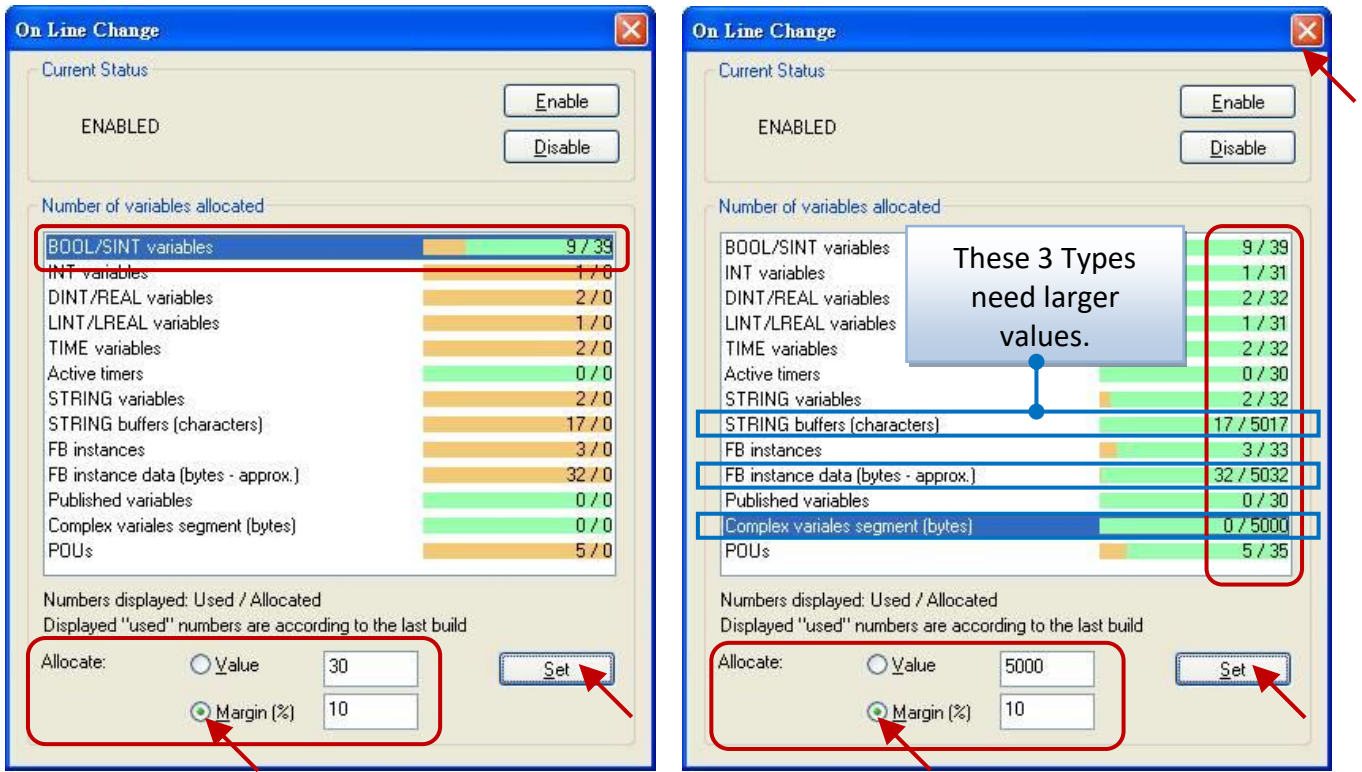 On Line Change
Current Status
Enable
ENABLED
Disable
Number of variables allocated
BOOL/SINT variables 9 / 39
INT variables 1 / 0
DINT/REAL variables 2 / 0
LINT/LREAL variables 1 / 0
TIME variables 2 / 0
Active timers 0 / 0
STRING variables 2 / 0
STRING buffers (characters) 17 / 0
FB instances 3 / 0
FB instance data (bytes - approx.) 32 / 0
Published variables 0 / 0
Complex variales segment (bytes) 0 / 0
POUs 5 / 0
Numbers displayed: Used / Allocated
Displayed "used" numbers are according to the last build
Allocate: Value 30 Set
Margin (%) 10
On Line Change
Current Status
Enable
ENABLED
Disable
Number of variables allocated
BOOL/SINT variables 9 / 39
INT variables 1 / 31
DINT/REAL variables 2 / 32
LINT/LREAL variables 1 / 31
TIME variables 2 / 32
Active timers 0 / 30
STRING variables 2 / 32
STRING buffers (characters) 17 / 5017
FB instances 3 / 33
FB instance data (bytes - approx.) 32 / 5032
Published variables 0 / 30
Complex variales segment (bytes) 0 / 5000
POUs 5 / 35
These 3 Types
need larger
values.
Numbers displayed: Used / Allocated
Displayed "used" numbers are according to the last build
Allocate: Value 5000 Set
Margin (%) 10